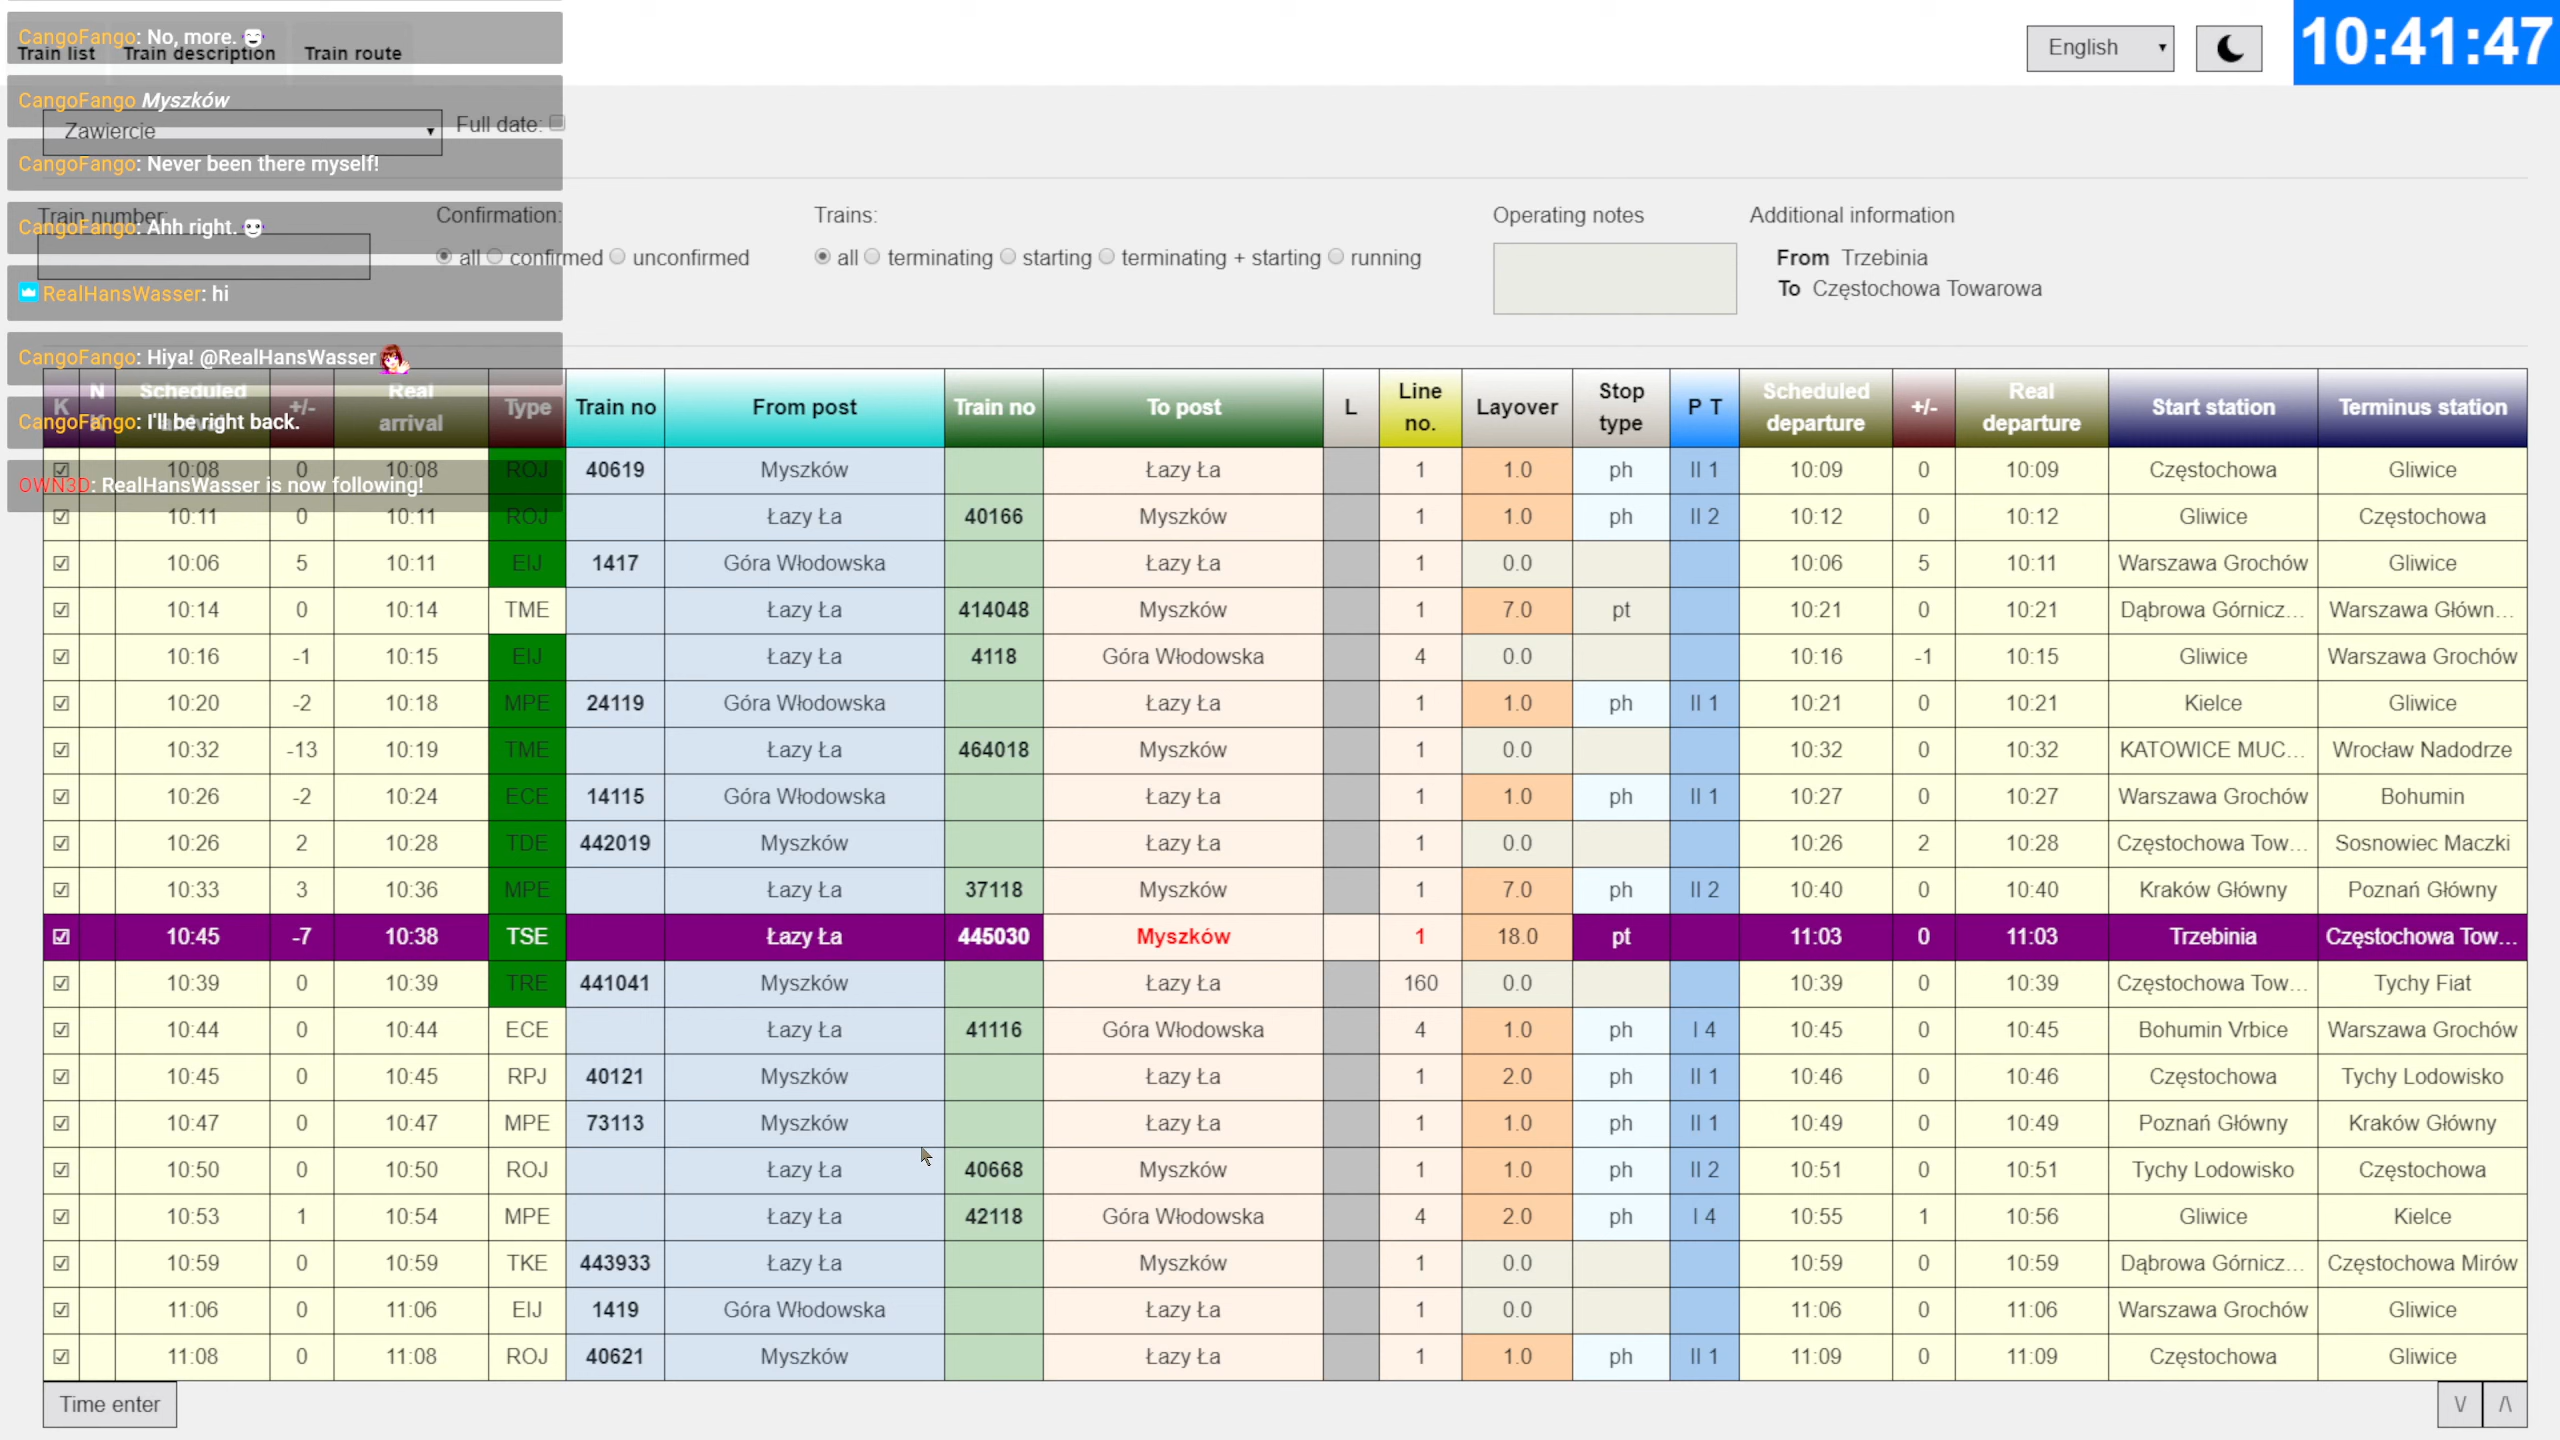 CangoFango: No, more.
Train list Train description Train route
English
10:41:47
CangoFango Myszków
Zawiercie Full date:
CangoFango: Never been there myself!
Train number: Confirmation: Trains: Operating notes Additional information
CangoFango: Ahh right.
all confirmed unconfirmed all terminating starting terminating + starting running From Trzebinia
To Częstochowa Towarowa
RealHansWasser: hi
CangoFango: Hiya! @RealHansWasser
K N K Scheduled arrival +/- Real arrival Type Train no From post Train no To post L Line no. Layover Stop type P T Scheduled departure +/- Real departure Start station Terminus station
CangoFango: I'll be right back.
10:08 0 10:08 ROJ 40619 Myszków Łazy Ła 1 1.0 ph II 1 10:09 0 10:09 Częstochowa Gliwice
OWN3D: RealHansWasser is now following!
10:11 0 10:11 ROJ Łazy Ła 40166 Myszków 1 1.0 ph II 2 10:12 0 10:12 Gliwice Częstochowa
10:06 5 10:11 EIJ 1417 Góra Włodowska Łazy Ła 1 0.0 10:06 5 10:11 Warszawa Grochów Gliwice
10:14 0 10:14 TME Łazy Ła 414048 Myszków 1 7.0 pt 10:21 0 10:21 Dąbrowa Górnicz... Warszawa Główn...
10:16 -1 10:15 EIJ Łazy Ła 4118 Góra Włodowska 4 0.0 10:16 -1 10:15 Gliwice Warszawa Grochów
10:20 -2 10:18 MPE 24119 Góra Włodowska Łazy Ła 1 1.0 ph II 1 10:21 0 10:21 Kielce Gliwice
10:32 -13 10:19 TME Łazy Ła 464018 Myszków 1 0.0 10:32 0 10:32 KATOWICE MUC... Wrocław Nadodrze
10:26 -2 10:24 ECE 14115 Góra Włodowska Łazy Ła 1 1.0 ph II 1 10:27 0 10:27 Warszawa Grochów Bohumin
10:26 2 10:28 TDE 442019 Myszków Łazy Ła 1 0.0 10:26 2 10:28 Częstochowa Tow... Sosnowiec Maczki
10:33 3 10:36 MPE Łazy Ła 37118 Myszków 1 7.0 ph II 2 10:40 0 10:40 Kraków Główny Poznań Główny
10:45 -7 10:38 TSE Łazy Ła 445030 Myszków 1 18.0 pt 11:03 0 11:03 Trzebinia Częstochowa Tow...
10:39 0 10:39 TRE 441041 Myszków Łazy Ła 160 0.0 10:39 0 10:39 Częstochowa Tow... Tychy Fiat
10:44 0 10:44 ECE Łazy Ła 41116 Góra Włodowska 4 1.0 ph I 4 10:45 0 10:45 Bohumin Vrbice Warszawa Grochów
10:45 0 10:45 RPJ 40121 Myszków Łazy Ła 1 2.0 ph II 1 10:46 0 10:46 Częstochowa Tychy Lodowisko
10:47 0 10:47 MPE 73113 Myszków Łazy Ła 1 1.0 ph II 1 10:49 0 10:49 Poznań Główny Kraków Główny
10:50 0 10:50 ROJ Łazy Ła 40668 Myszków 1 1.0 ph II 2 10:51 0 10:51 Tychy Lodowisko Częstochowa
10:53 1 10:54 MPE Łazy Ła 42118 Góra Włodowska 4 2.0 ph I 4 10:55 1 10:56 Gliwice Kielce
10:59 0 10:59 TKE 443933 Łazy Ła Myszków 1 0.0 10:59 0 10:59 Dąbrowa Górnicz... Częstochowa Mirów
11:06 0 11:06 EIJ 1419 Góra Włodowska Łazy Ła 1 0.0 11:06 0 11:06 Warszawa Grochów Gliwice
11:08 0 11:08 ROJ 40621 Myszków Łazy Ła 1 1.0 ph II 1 11:09 0 11:09 Częstochowa Gliwice
Time enter \/ /\